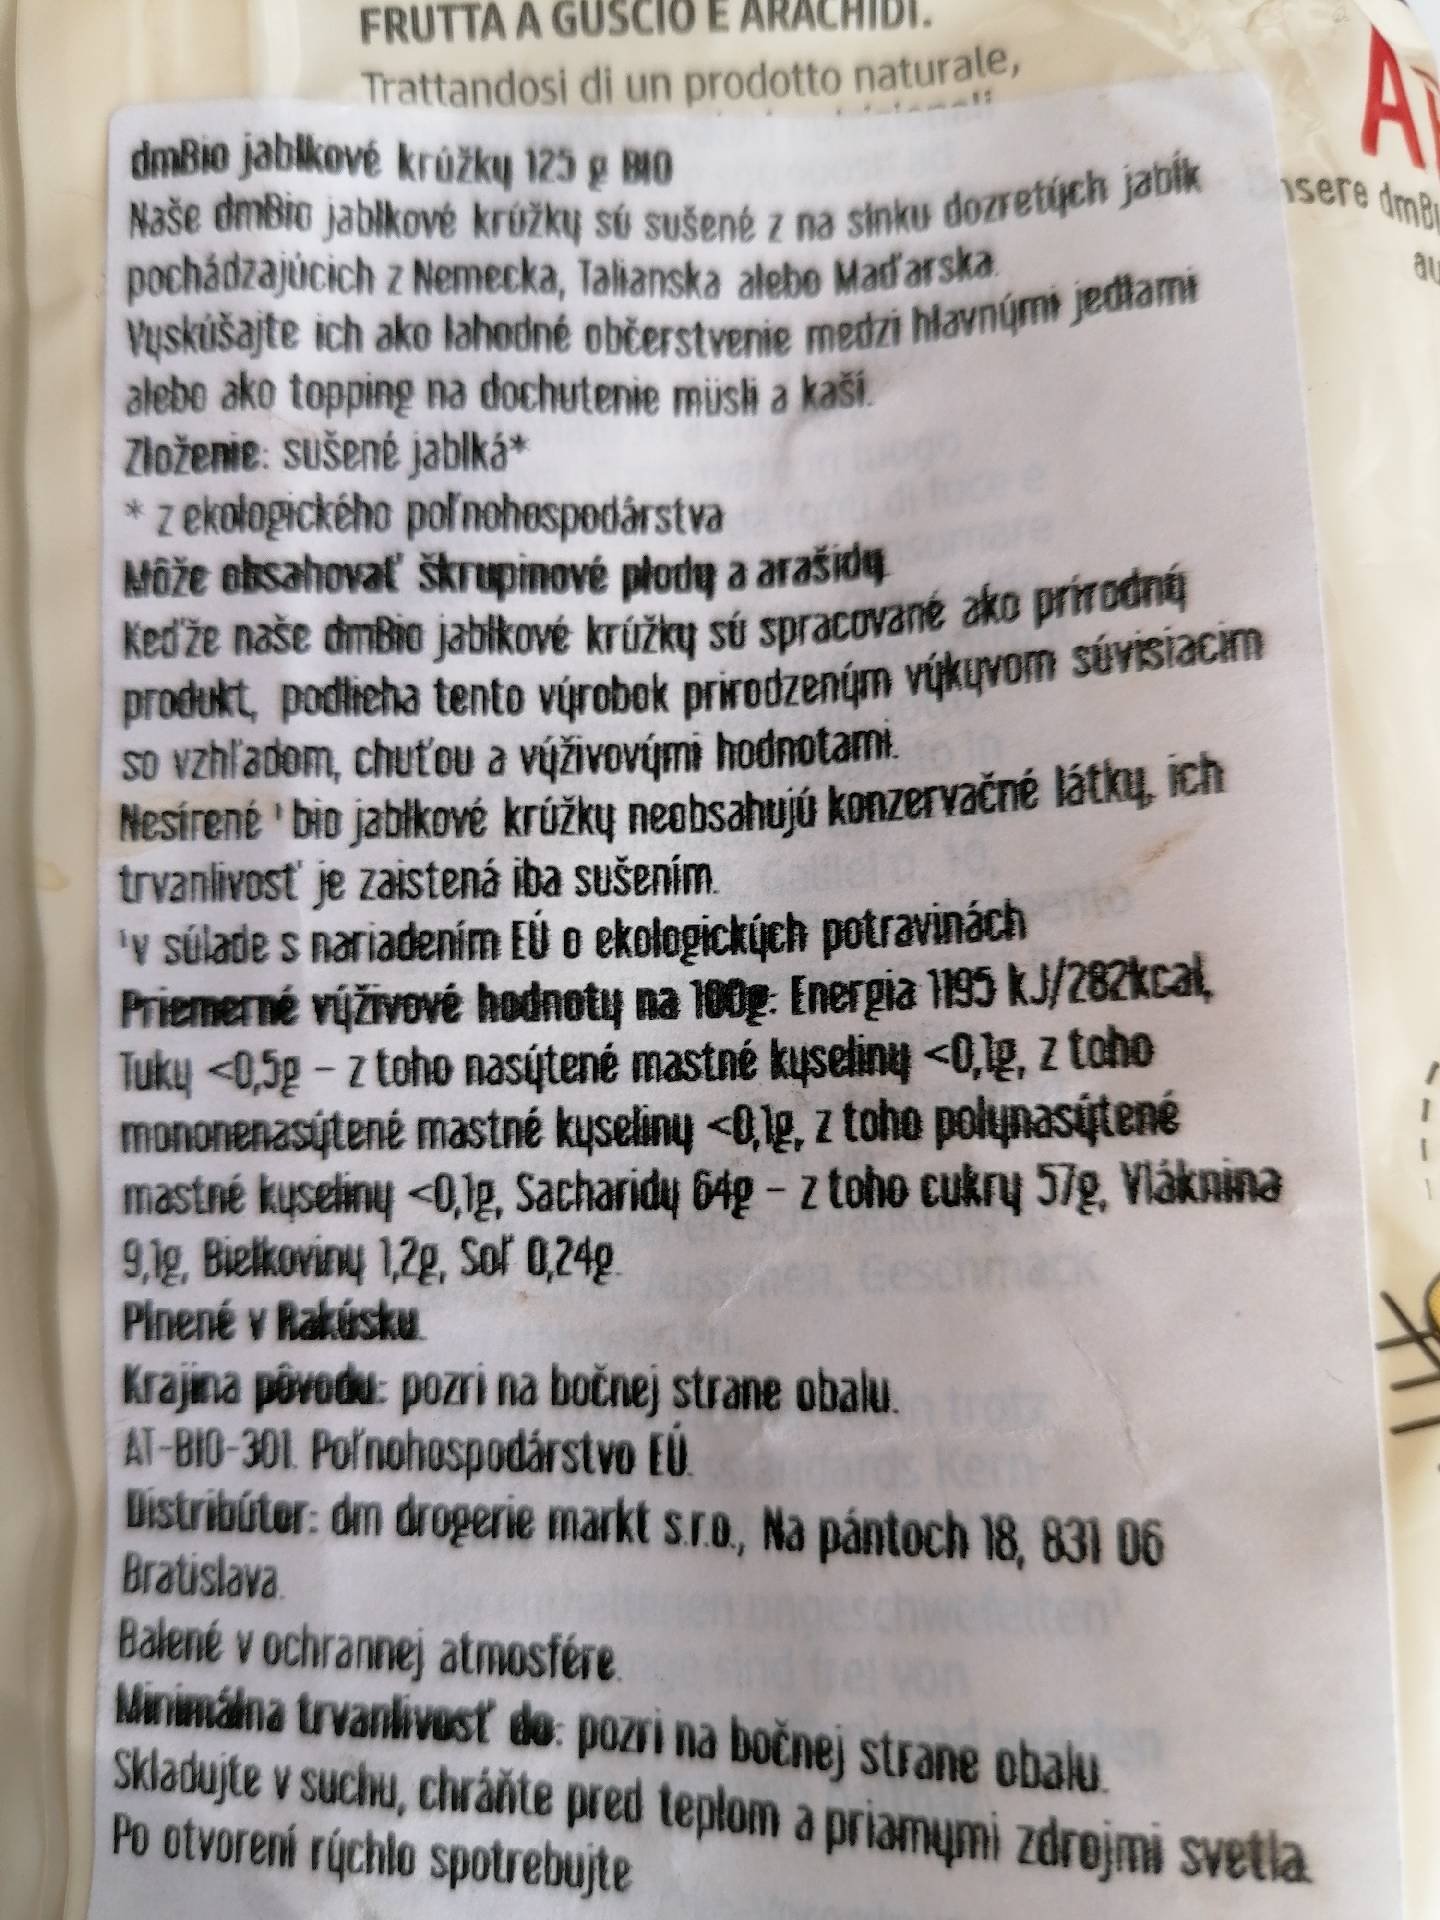 FRUTTA A GUSCIO E ARACHIDI.
Trattandosi di un prodotto naturale,
dmBio jablkové krúžky 125 g BIO
Naše dmBio jablkové krúžky sú sušené z na slnku dozretých jabĺk
pochádzajúcich z Nemecka, Talianska alebo Maďarska.
Vyskúšajte ich ako lahodné občerstvenie medzi hlavnými jedlami
alebo ako topping na dochutenie müsli a kaší.
Zloženie: sušené jablká*
* z ekologického poľnohospodárstva
Môže obsahovať škrupinové plody a arašidy.
Keďže naše dmBio jablkové krúžky sú spracované ako prírodný
produkt, podlieha tento výrobok prirodzeným výkyvom súvisiacim
so vzhľadom, chuťou a výživovými hodnotami.
Nesírené ¹ bio jablkové krúžky neobsahujú konzervačné látky, ich
trvanlivosť je zaistená iba sušením.
¹v súlade s nariadením EÚ o ekologických potravinách
Priemerné výživové hodnoty na 100g: Energia 1195 kJ/282kcal,
Tuky <0,5g – z toho nasýtené mastné kyseliny <0,1g, z toho
mononenasýtené mastné kyseliny <0,1g, z toho polynasýtené
mastné kyseliny <0,1g, Sacharidy 64g – z toho cukry 57g, Vláknina
9,1g, Bielkoviny 1,2g, Soľ 0,24g.
Plnené v Rakúsku.
Krajina pôvodu: pozri na bočnej strane obalu.
AT-BIO-301. Poľnohospodárstvo EÚ.
Distribútor: dm drogerie markt s.r.o., Na pántoch 18, 831 06
Bratislava.
Balené v ochrannej atmosfére.
Minimálna trvanlivosť do: pozri na bočnej strane obalu.
Skladujte v suchu, chráňte pred teplom a priamymi zdrojmi svetla.
Po otvorení rýchlo spotrebujte